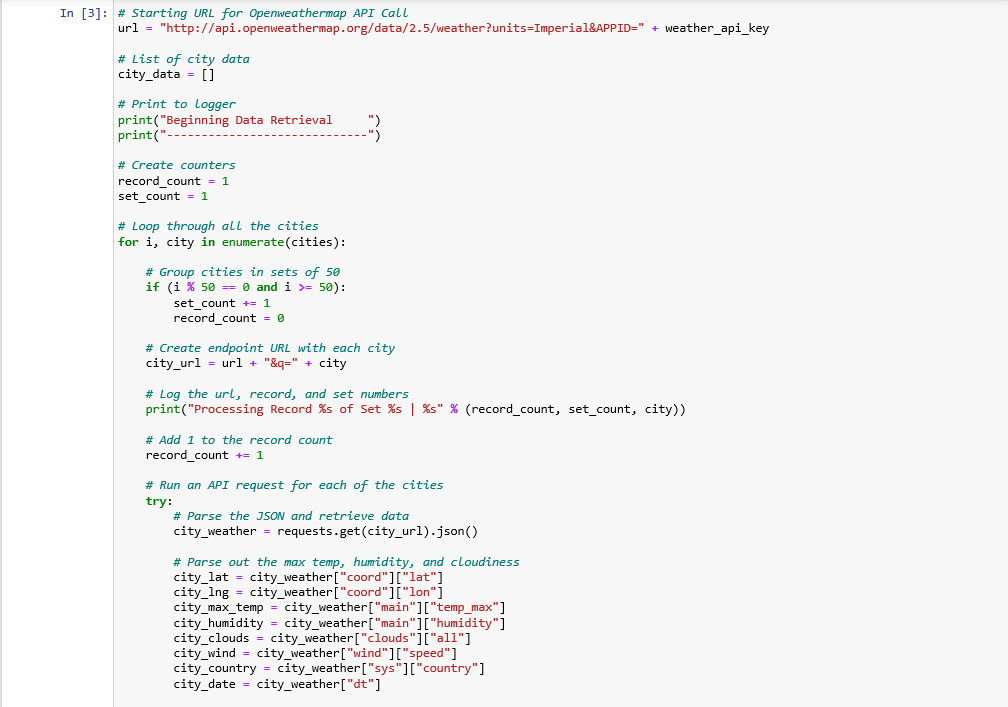 In [3]: # Starting URL for Openweathermap API Call
url = "http://api.openweathermap.org/data/2.5/weather?units=Imperial&APPID=" + weather_api_key
# List of city data
city_data = []
# Print to logger
print("Beginning Data Retrieval     ")
print("-----------------------------")
# Create counters
record_count = 1
set_count = 1
# Loop through all the cities
for i, city in enumerate(cities):
    # Group cities in sets of 50
    if (i % 50 == 0 and i >= 50):
        set_count += 1
        record_count = 0
    # Create endpoint URL with each city
    city_url = url + "&q=" + city
    # Log the url, record, and set numbers
    print("Processing Record %s of Set %s | %s" % (record_count, set_count, city))
    # Add 1 to the record count
    record_count += 1
    # Run an API request for each of the cities
    try:
        # Parse the JSON and retrieve data
        city_weather = requests.get(city_url).json()
        # Parse out the max temp, humidity, and cloudiness
        city_lat = city_weather["coord"]["lat"]
        city_lng = city_weather["coord"]["lon"]
        city_max_temp = city_weather["main"]["temp_max"]
        city_humidity = city_weather["main"]["humidity"]
        city_clouds = city_weather["clouds"]["all"]
        city_wind = city_weather["wind"]["speed"]
        city_country = city_weather["sys"]["country"]
        city_date = city_weather["dt"]